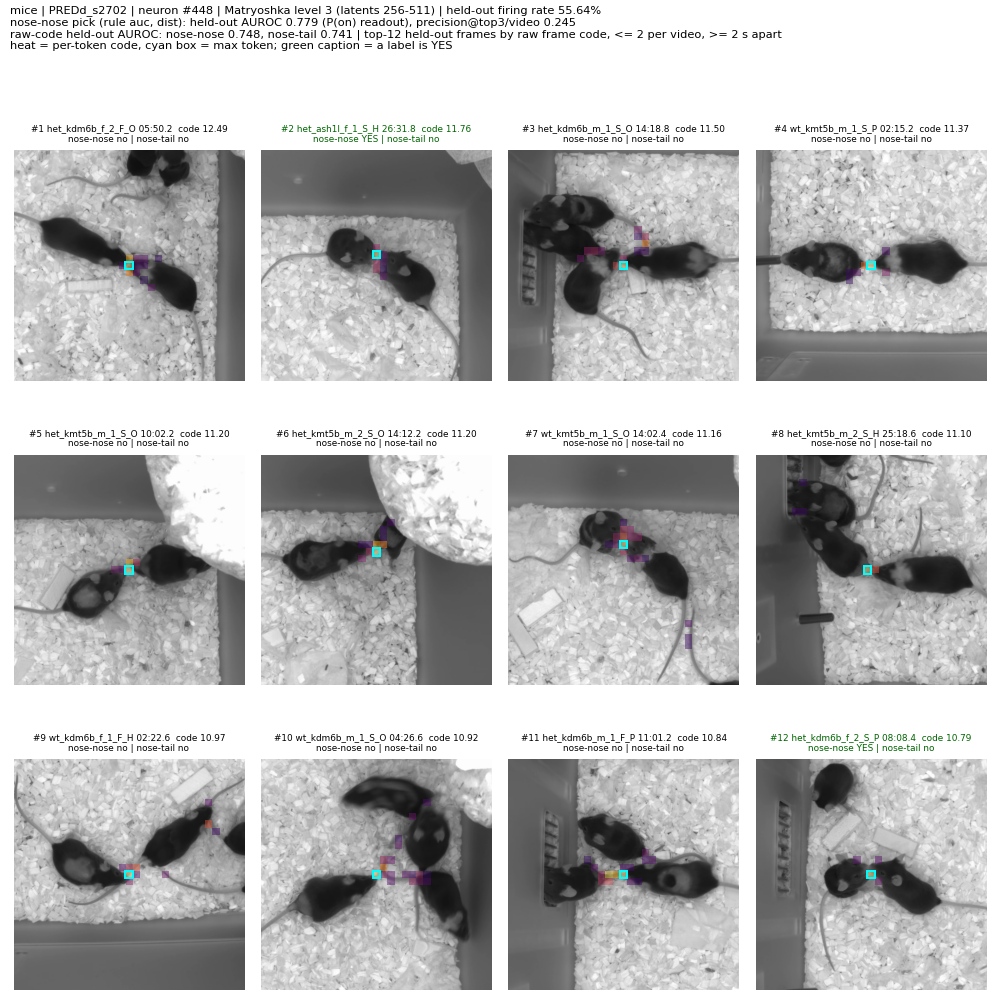 mice | PREDd_s2702 | neuron #448 | Matryoshka level 3 (latents 256-511) | held-out firing rate 55.64%
nose-nose pick (rule auc, dist): held-out AUROC 0.779 (P(on) readout), precision@top3/video 0.245
raw-code held-out AUROC: nose-nose 0.748, nose-tail 0.741 | top-12 held-out frames by raw frame code, <= 2 per video, >= 2 s apart
heat = per-token code, cyan box = max token; green caption = a label is YES
#1 het_kdm6b_f_2_F_O 05:50.2 code 12.49
nose-nose no | nose-tail no
#2 het_ash1l_f_1_S_H 26:31.8 code 11.76
nose-nose YES | nose-tail no
#3 het_kdm6b_m_1_S_O 14:18.8 code 11.50
nose-nose no | nose-tail no
#4 wt_kmt5b_m_1_S_P 02:15.2 code 11.37
nose-nose no | nose-tail no
#5 het_kmt5b_m_1_S_O 10:02.2 code 11.20
nose-nose no | nose-tail no
#6 het_kmt5b_m_2_S_O 14:12.2 code 11.20
nose-nose no | nose-tail no
#7 wt_kmt5b_m_1_S_O 14:02.4 code 11.16
nose-nose no | nose-tail no
#8 het_kmt5b_m_2_S_H 25:18.6 code 11.10
nose-nose no | nose-tail no
#9 wt_kdm6b_f_1_F_H 02:22.6 code 10.97
nose-nose no | nose-tail no
#10 wt_kdm6b_m_1_S_O 04:26.6 code 10.92
nose-nose no | nose-tail no
#11 het_kdm6b_m_1_F_P 11:01.2 code 10.84
nose-nose no | nose-tail no
#12 het_kdm6b_f_2_S_P 08:08.4 code 10.79
nose-nose YES | nose-tail no